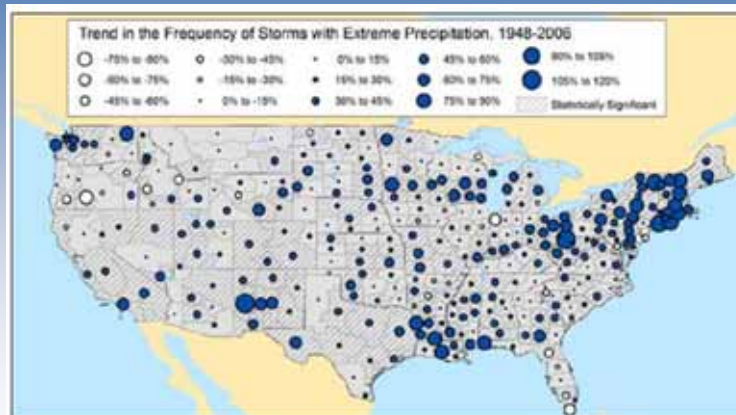 Trend in the Frequency of Storms with Extreme Precipitation, 1948-2006
-75% to -90% -30% to -45% 0% to 15% 45% to 60% 90% to 105%
-60% to -75% -15% to -30% 15% to 30% 60% to 75% 105% to 120%
-45% to -60% 0% to -15% 30% to 45% 75% to 90% Statistically Significant